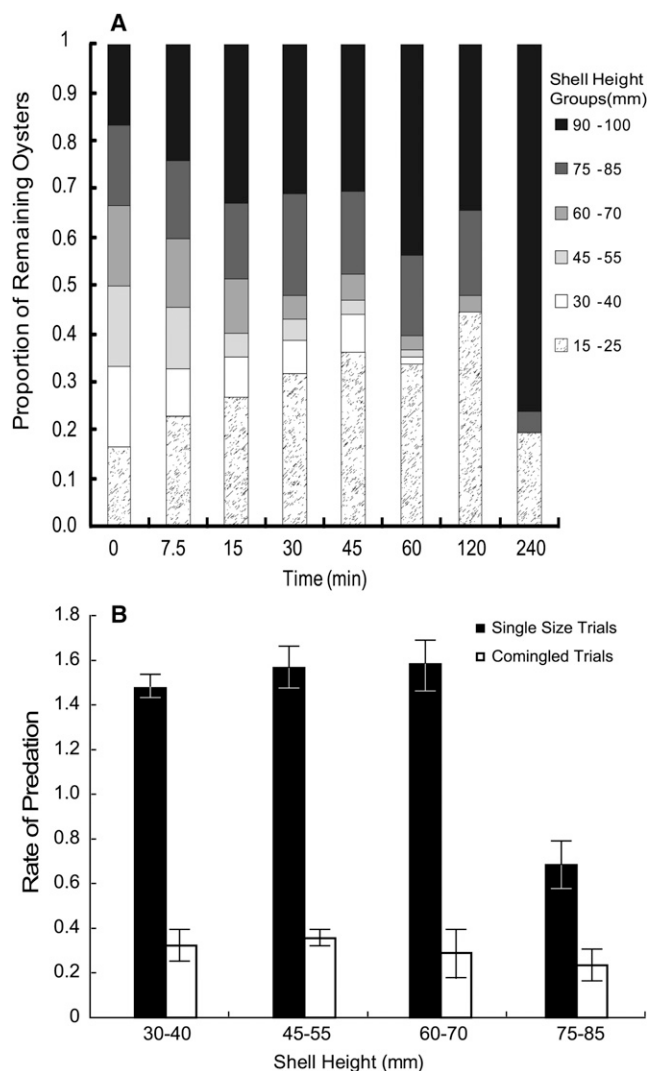 A
1
0.9
0.8
0.7
0.6
0.5
0.4
0.3
0.2
0.1
0.0
Proportion of Remaining Oysters
0 7.5 15 30 45 60 120 240
Time (min)
Shell Height
Groups(mm)
90 - 100
75 - 85
60 - 70
45 - 55
30 - 40
15 - 25
B
1.8
1.6
1.4
1.2
1.0
0.8
0.6
0.4
0.2
0
Rate of Predation
Single Size Trials
Comingled Trials
30-40 45-55 60-70 75-85
Shell Height (mm)